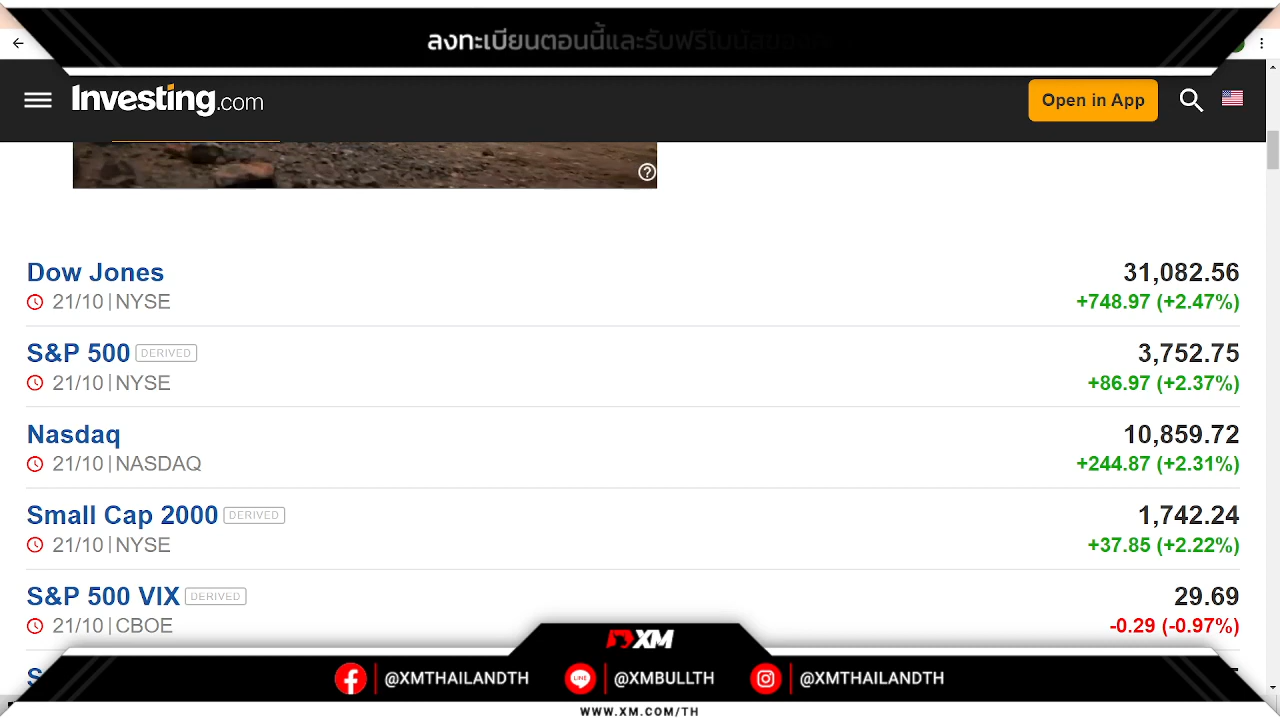 ลงทะเบียนตอนนี้และรับฟรีโบนัส
Investing.com
Open in App
Dow Jones
31,082.56
21/10 | NYSE
+748.97 (+2.47%)
S&P 500 DERIVED
3,752.75
21/10 | NYSE
+86.97 (+2.37%)
Nasdaq
10,859.72
21/10 | NASDAQ
+244.87 (+2.31%)
Small Cap 2000 DERIVED
1,742.24
21/10 | NYSE
+37.85 (+2.22%)
S&P 500 VIX DERIVED
29.69
21/10 | CBOE
-0.29 (-0.97%)
XM
@XMTHAILANDTH
LINE @XMBULLTH
@XMTHAILANDTH
WWW.XM.COM/TH